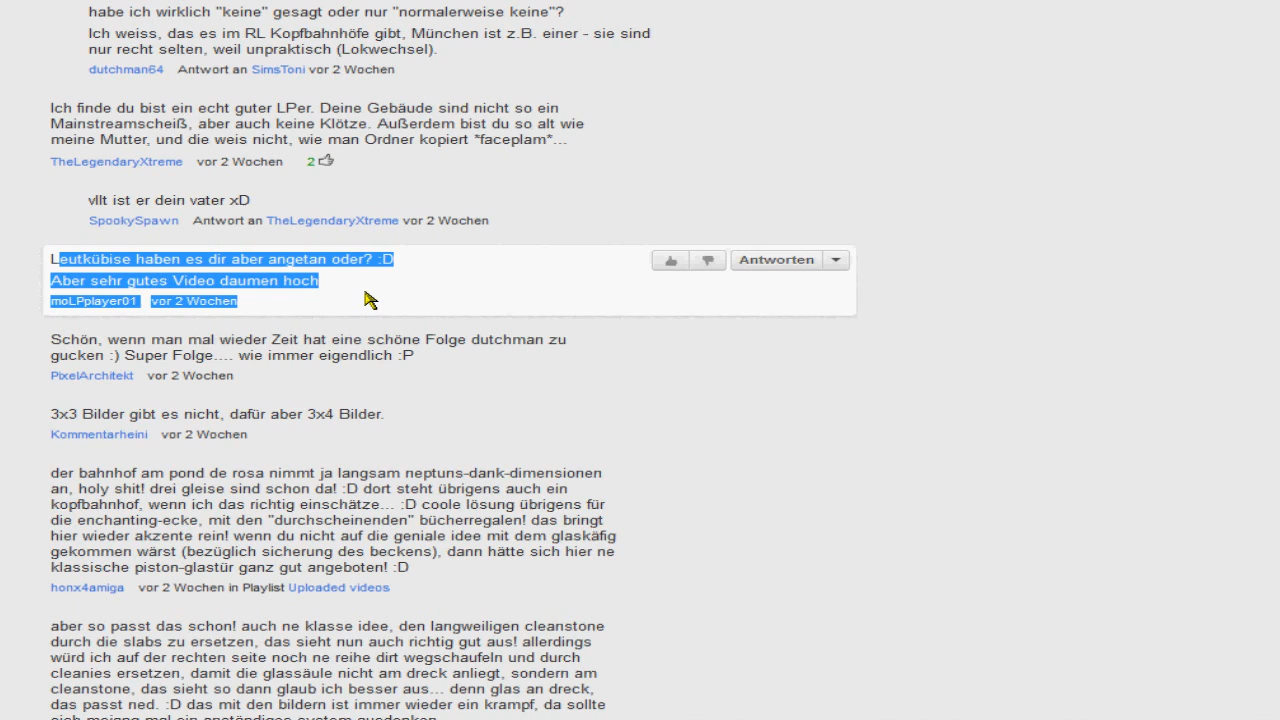 habe ich wirklich "keine" gesagt oder nur "normalerweise keine"?
Ich weiss, das es im RL Kopfbahnhöfe gibt, München ist z.B. einer - sie sind
nur recht selten, weil unpraktisch (Lokwechsel).
dutchman64 Antwort an SimsToni vor 2 Wochen
Ich finde du bist ein echt guter LPer. Deine Gebäude sind nicht so ein
Mainstreamscheiß, aber auch keine Klötze. Außerdem bist du so alt wie
meine Mutter, und die weis nicht, wie man Ordner kopiert *faceplam*...
TheLegendaryXtreme vor 2 Wochen 2
vllt ist er dein vater xD
SpookySpawn Antwort an TheLegendaryXtreme vor 2 Wochen
Leutkübise haben es dir aber angetan oder? :D
Antworten
Aber sehr gutes Video daumen hoch
moLPplayer01 vor 2 Wochen
Schön, wenn man mal wieder Zeit hat eine schöne Folge dutchman zu
gucken :) Super Folge.... wie immer eigendlich :P
PixelArchitekt vor 2 Wochen
3x3 Bilder gibt es nicht, dafür aber 3x4 Bilder.
Kommentarheini vor 2 Wochen
der bahnhof am pond de rosa nimmt ja langsam neptuns-dank-dimensionen
an, holy shit! drei gleise sind schon da! :D dort steht übrigens auch ein
kopfbahnhof, wenn ich das richtig einschätze... :D coole lösung übrigens für
die enchanting-ecke, mit den "durchscheinenden" bücherregalen! das bringt
hier wieder akzente rein! wenn du nicht auf die geniale idee mit dem glaskäfig
gekommen wärst (bezüglich sicherung des beckens), dann hätte sich hier ne
klassische piston-glastür ganz gut angeboten! :D
honx4amiga vor 2 Wochen in Playlist Uploaded videos
aber so passt das schon! auch ne klasse idee, den langweiligen cleanstone
durch die slabs zu ersetzen, das sieht nun auch richtig gut aus! allerdings
würd ich auf der rechten seite noch ne reihe dirt wegschaufeln und durch
cleanies ersetzen, damit die glassäule nicht am dreck anliegt, sondern am
cleanstone, das sieht so dann glaub ich besser aus... denn glas an dreck,
das passt ned. :D das mit den bildern ist immer wieder ein krampf, da sollte
sich mojang mal ein anständiges system ausdenken